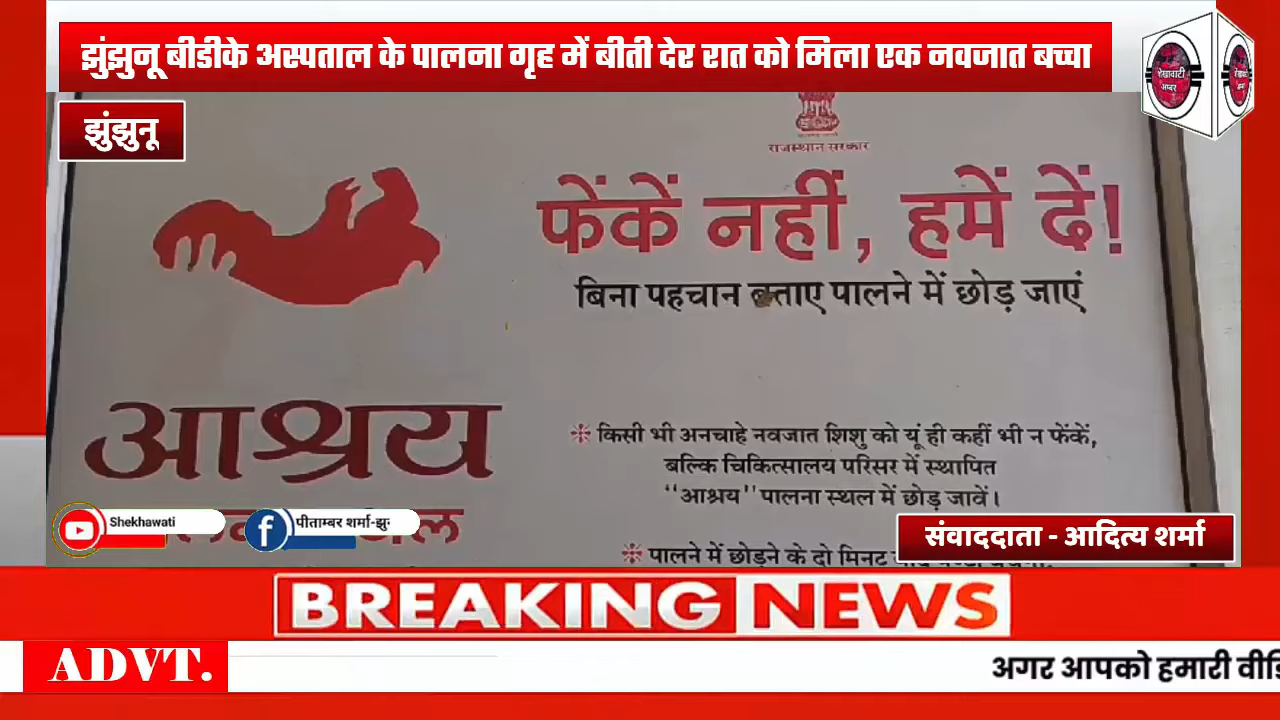 झुंझुनू बीडीके अस्पताल के पालना गृह में बीती देर रात को मिला एक नवजात बच्चा
झुंझुनू
शेखावाटी
राजस्थान सरकार
फेंकें नहीं, हमें दें!
बिना पहचान बताए पालने में छोड़ जाएं
आश्रय
❉ किसी भी अनचाहे नवजात शिशु को यूं ही कहीं भी न फेंकें,
बल्कि चिकित्सालय परिसर में स्थापित
“आश्रय” पालना स्थल में छोड़ जावें।
❉ पालने में छोड़ने के दो मिनट
Shekhawati
पीताम्बर शर्मा-झु
संवाददाता - आदित्य शर्मा
BREAKING NEWS
ADVT.
अगर आपको हमारी वीडि